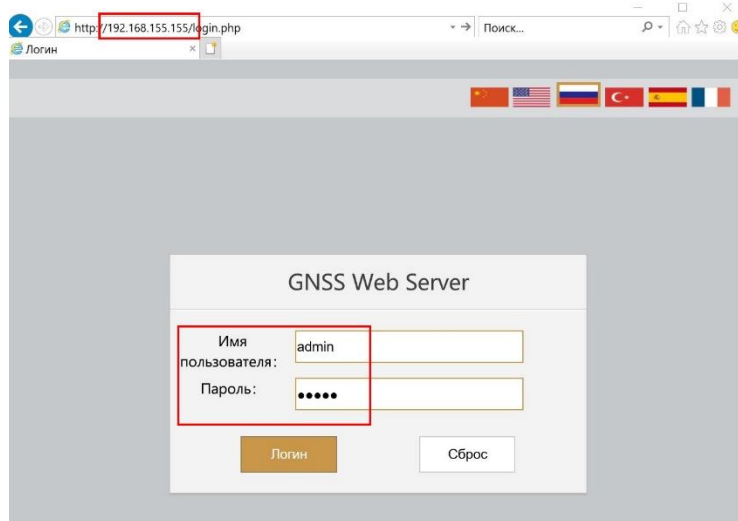 http://192.168.155.155/login.php
Поиск...
Логин
GNSS Web Server
Имя
пользователя:
admin
Пароль:
•••••
Логин
Сброс